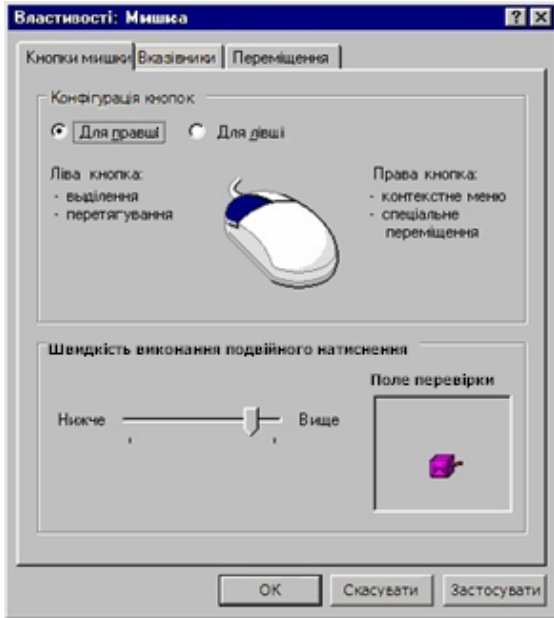 Властивості: Мишка
Кнопки мишки Вказівники Переміщення
Конфігурація кнопок
Для правші Для лівші
Ліва кнопка:
- выділення
- перетягування
Права кнопка:
- контекстне меню
- спеціальне
переміщення
Швидкість виконання подвійного натиснення
Поле перевірки
Нижче Вище
OK Скасувати Застосувати